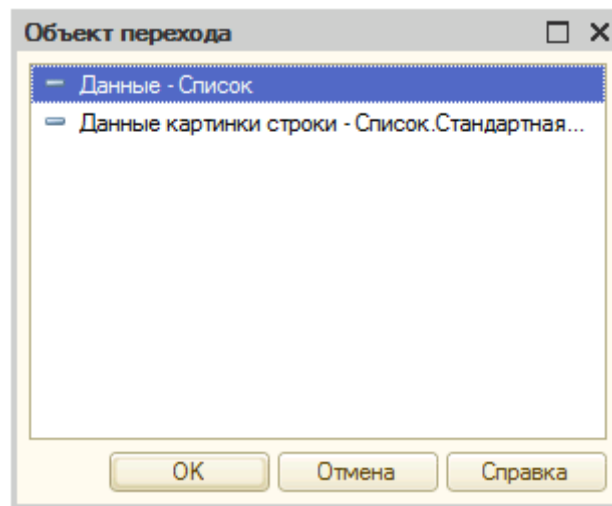 Объект перехода
Данные - Список
Данные картинки строки - Список.Стандартная...
ОК
Отмена
Справка